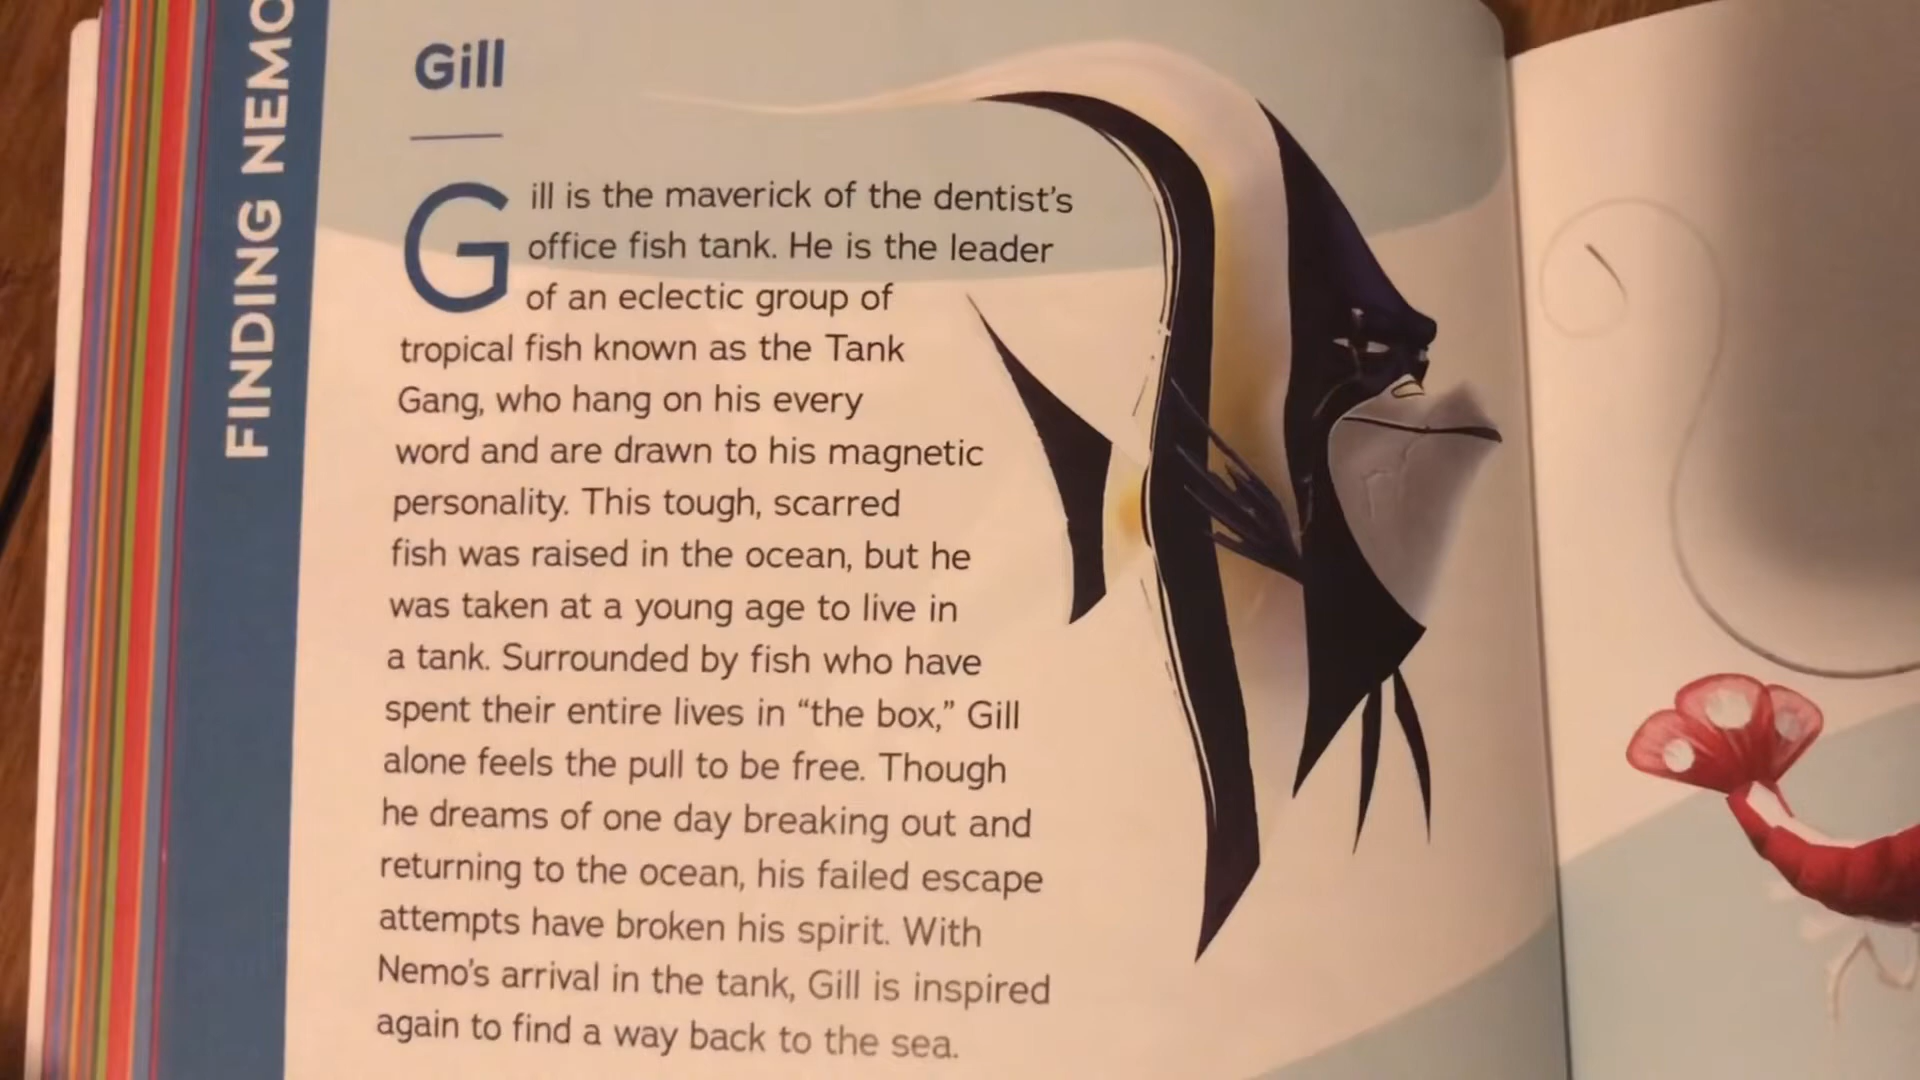 FINDING NEMO
Gill
Gill is the maverick of the dentist's
office fish tank. He is the leader
of an eclectic group of
tropical fish known as the Tank
Gang, who hang on his every
word and are drawn to his magnetic
personality. This tough, scarred
fish was raised in the ocean, but he
was taken at a young age to live in
a tank. Surrounded by fish who have
spent their entire lives in “the box,” Gill
alone feels the pull to be free. Though
he dreams of one day breaking out and
returning to the ocean, his failed escape
attempts have broken his spirit. With
Nemo's arrival in the tank, Gill is inspired
again to find a way back to the sea.